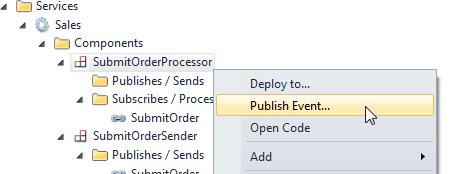 Services
Sales
Components
SubmitOrderProcessor
Publishes / Sends
Deploy to...
Subscribes / Proce
Publish Event...
SubmitOrder
Open Code
SubmitOrderSender
Publishes / Sends
Add
SubmitOrder